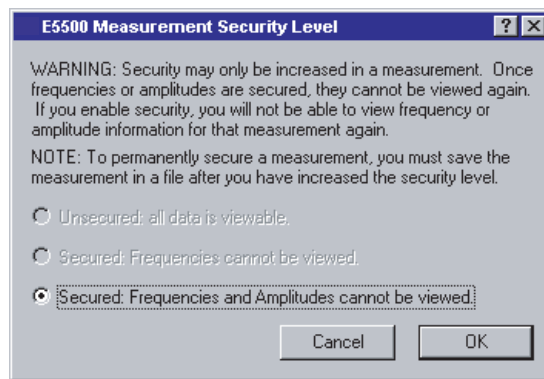 E5500 Measurement Security Level
WARNING: Security may only be increased in a measurement. Once
frequencies or amplitudes are secured, they cannot be viewed again.
If you enable security, you will not be able to view frequency or
amplitude information for that measurement again.
NOTE: To permanently secure a measurement, you must save the
measurement in a file after you have increased the security level.
Unsecured: all data is viewable.
Secured: Frequencies cannot be viewed.
Secured: Frequencies and Amplitudes cannot be viewed.
Cancel OK